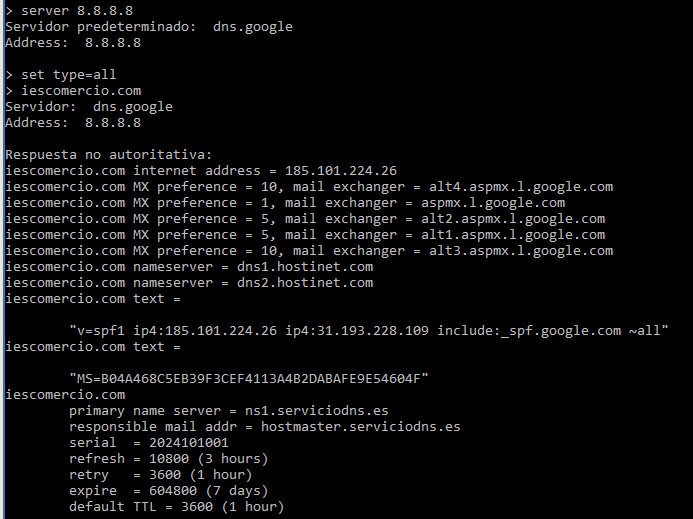 > server 8.8.8.8
Servidor predeterminado:  dns.google
Address:  8.8.8.8

> set type=all
> iescomercio.com
Servidor:  dns.google
Address:  8.8.8.8

Respuesta no autoritativa:
iescomercio.com internet address = 185.101.224.26
iescomercio.com MX preference = 10, mail exchanger = alt4.aspmx.l.google.com
iescomercio.com MX preference = 1, mail exchanger = aspmx.l.google.com
iescomercio.com MX preference = 5, mail exchanger = alt2.aspmx.l.google.com
iescomercio.com MX preference = 5, mail exchanger = alt1.aspmx.l.google.com
iescomercio.com MX preference = 10, mail exchanger = alt3.aspmx.l.google.com
iescomercio.com nameserver = dns1.hostinet.com
iescomercio.com nameserver = dns2.hostinet.com
iescomercio.com text =

        "v=spf1 ip4:185.101.224.26 ip4:31.193.228.109 include:_spf.google.com ~all"
iescomercio.com text =

        "MS=B04A468C5EB39F3CEF4113A4B2DABAFE9E54604F"
iescomercio.com
        primary name server = ns1.serviciodns.es
        responsible mail addr = hostmaster.serviciodns.es
        serial  = 2024101001
        refresh = 10800 (3 hours)
        retry   = 3600 (1 hour)
        expire  = 604800 (7 days)
        default TTL = 3600 (1 hour)